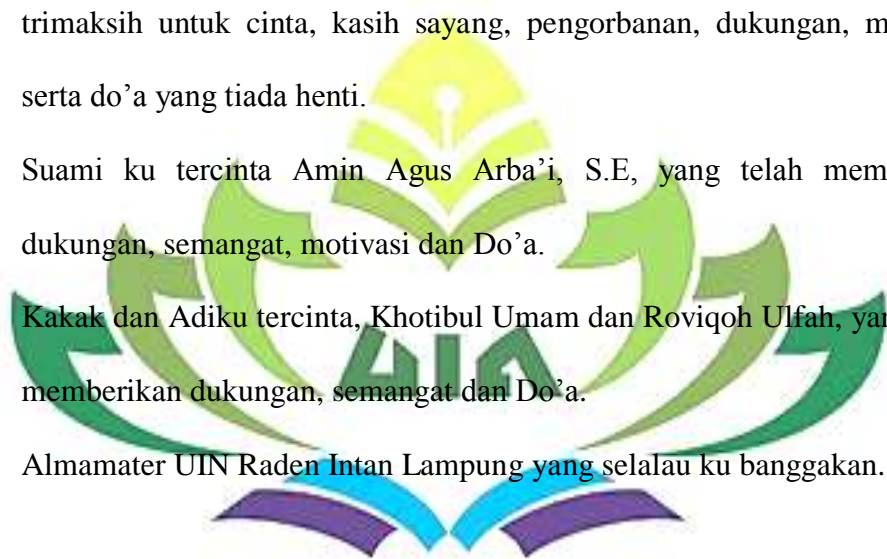 trimaksih untuk cinta, kasih sayang, pengorbanan, dukungan,
serta do’a yang tiada henti.
Suami ku tercinta Amin Agus Arba’i, S.E, yang telah
dukungan, semangat, motivasi dan Do’a.
Kakak dan Adiku tercinta, Khotibul Umam dan Roviqoh Ulfah,
memberikan dukungan, semangat dan Do’a.
UIN
Almamater UIN Raden Intan Lampung yang selalau ku banggakan.